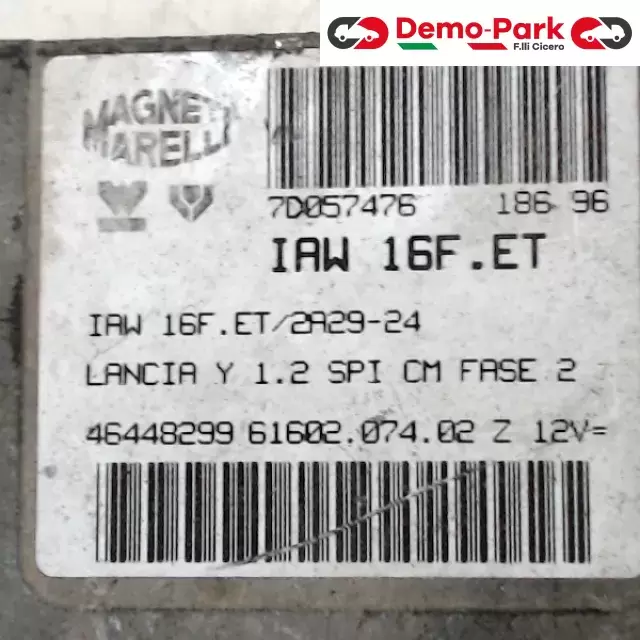 Demo-Park
F.lli Cicero
MAGNETI
MARELLI
7D057476 186 96
IAW 16F.ET
IAW 16F.ET/2A29-24
LANCIA Y 1.2 SPI CM FASE 2
46448299 61602.074.02 Z 12V=